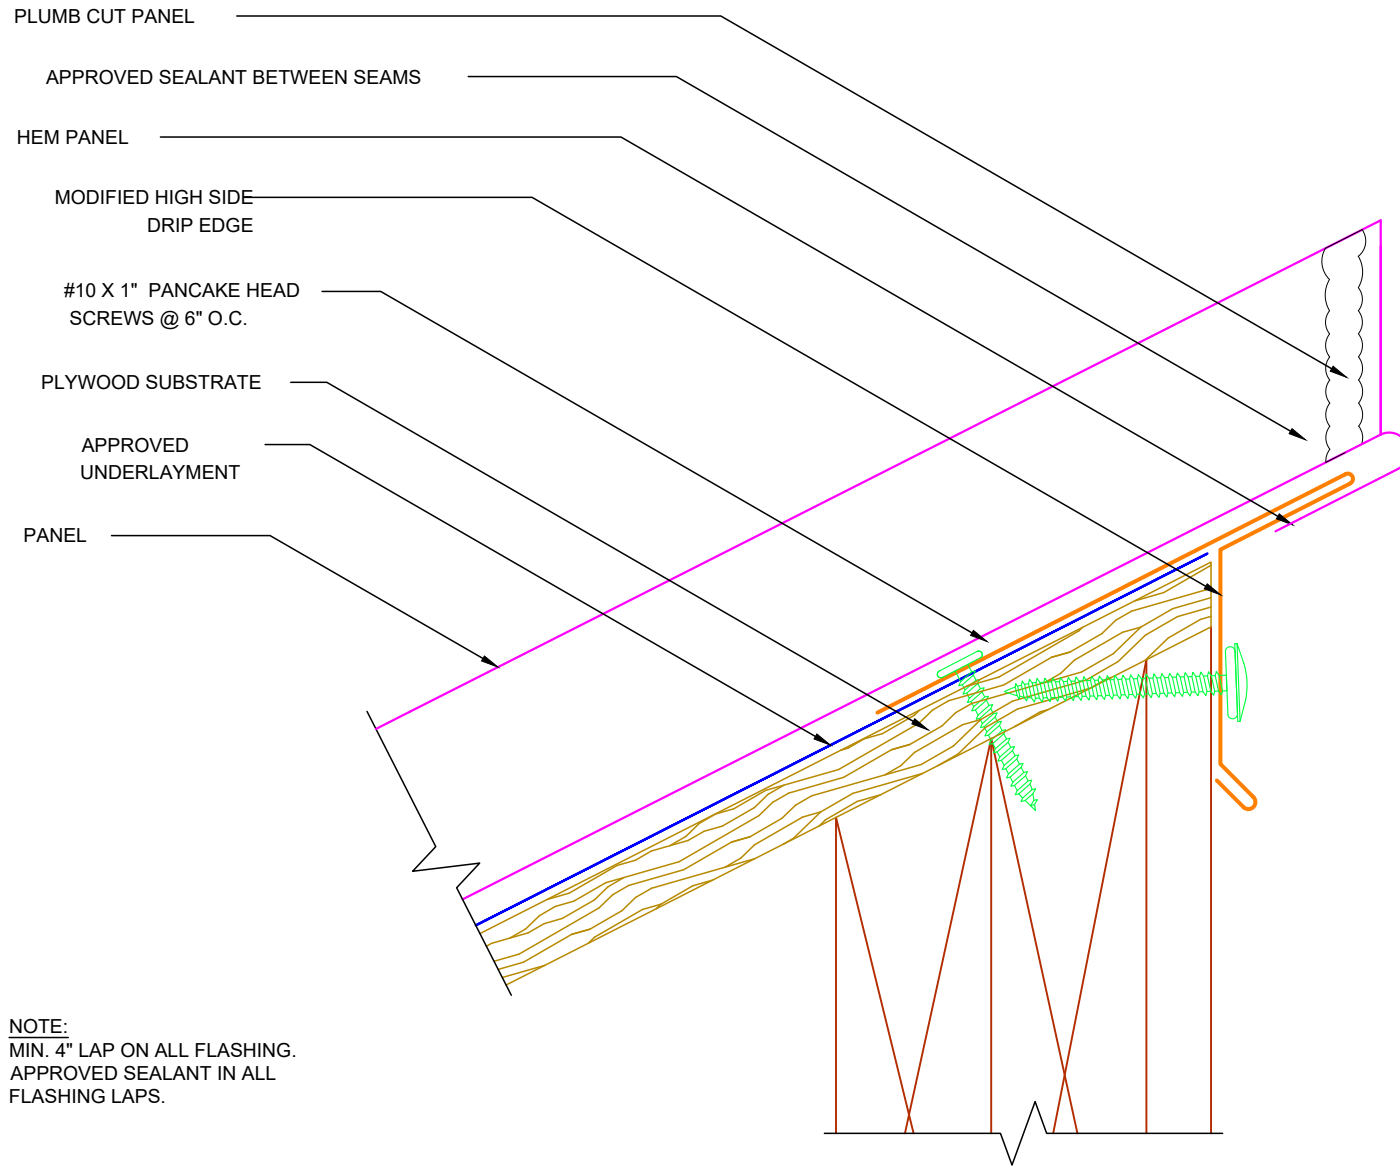 PLUMB CUT PANEL
APPROVED SEALANT BETWEEN SEAMS
HEM PANEL
MODIFIED HIGH SIDE
DRIP EDGE
#10 X 1" PANCAKE HEAD
SCREWS @ 6" O.C.
PLYWOOD SUBSTRATE
APPROVED
UNDERLAYMENT
PANEL
NOTE:
MIN. 4" LAP ON ALL FLASHING.
APPROVED SEALANT IN ALL
FLASHING LAPS.